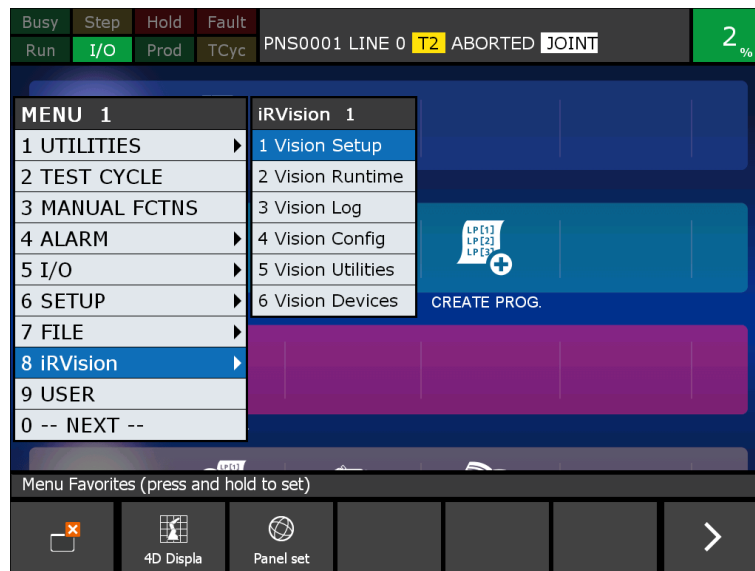 Busy Step Hold Fault
Run I/O Prod TCyc
PNS0001 LINE 0 T2 ABORTED JOINT
2%
MENU 1
1 UTILITIES
2 TEST CYCLE
3 MANUAL FCTNS
4 ALARM
5 I/O
6 SETUP
7 FILE
8 iRVision
9 USER
0 -- NEXT --
iRVision 1
1 Vision Setup
2 Vision Runtime
3 Vision Log
4 Vision Config
5 Vision Utilities
6 Vision Devices
LP[1]
LP[2]
LP[3]
CREATE PROG.
LP[1]
Menu Favorites (press and hold to set)
4D Displa
Panel set